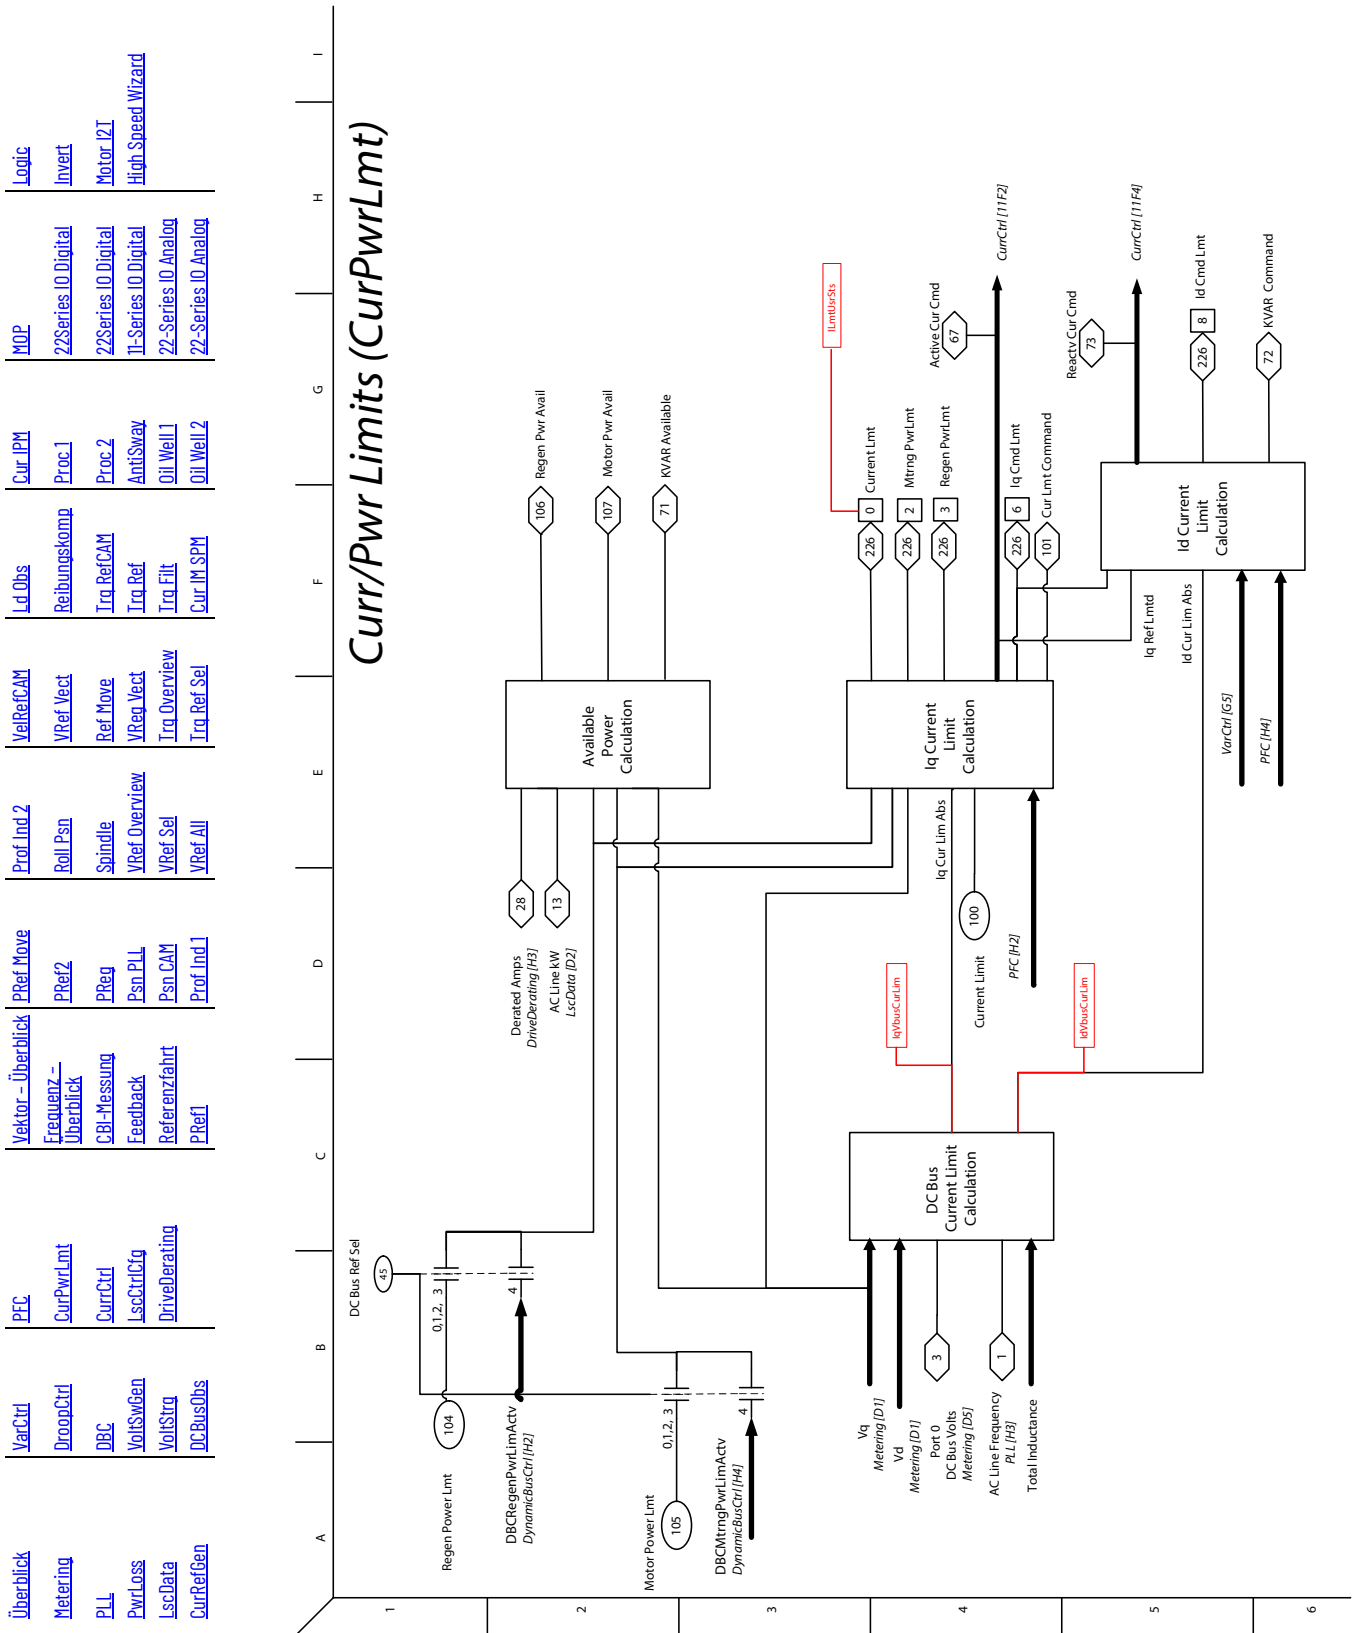 Überblick
Metering
PLL
PwrLoss
LscData
CurRefGen
VarCtrl
DroopCtrl
DBC
VoltSwGen
VoltStrg
DCBusObs
PFC
CurPwrLmt
CurrCtrl
LscCtrlCfg
DriveDerating
Vektor – Überblick
Frequenz –
Überblick
CBI-Messung
Feedback
Referenzfahrt
PRef1
PRef Move
PRef2
PReg
Psn PLL
Psn CAM
Prof Ind 1
Prof Ind 2
Roll Psn
Spindle
VRef Overview
VRef Sel
VRef All
VelRefCAM
VRef Vect
Ref Move
VReg Vect
Trq Overview
Trq Ref Sel
Ld Obs
Reibungskomp
Trq RefCAM
Trq Ref
Trq Filt
Cur IM SPM
Cur IPM
Proc 1
Proc 2
AntiSway
Oil Well 1
Oil Well 2
MOP
22Series IO Digital
22Series IO Digital
11-Series IO Digital
22-Series IO Analog
22-Series IO Analog
Logic
Invert
Motor I2T
High Speed Wizard
A
B
C
D
E
F
G
H
I
1
2
3
4
5
6
Curr/Pwr Limits (CurPwrLmt)
DC Bus Ref Sel
45
0,1,2, 3
4
Regen Power Lmt
104
DBCRegenPwrLimActv
DynamicBusCtrl [H2]
Motor Power Lmt
105
0,1,2, 3
4
DBCMtrngPwrLimActv
DynamicBusCtrl [H4]
Derated Amps
DriveDerating [H3]
28
AC Line kW
LscData [D2]
13
Available
Power
Calculation
106
Regen Pwr Avail
107
Motor Pwr Avail
71
KVAR Available
Vq
Metering [D1]
Vd
Metering [D1]
Port 0
DC Bus Volts
Metering [D5]
3
AC Line Frequency
PLL [H3]
1
Total Inductance
DC Bus
Current Limit
Calculation
IqVbusCurLim
IdVbusCurLim
Iq Cur Lim Abs
Current Limit
100
PFC [H2]
Iq Current
Limit
Calculation
ILmtUsrSts
226
0
Current Lmt
226
2
Mtrng PwrLmt
226
3
Regen PwrLmt
Active Cur Cmd
67
CurrCtrl [11F2]
226
6
Iq Cmd Lmt
101
Cur Lmt Command
Iq Ref Lmtd
Id Cur Lim Abs
VarCtrl [G5]
PFC [H4]
Id Current
Limit
Calculation
Reactv Cur Cmd
73
CurrCtrl [11F4]
226
8
Id Cmd Lmt
72
KVAR Command